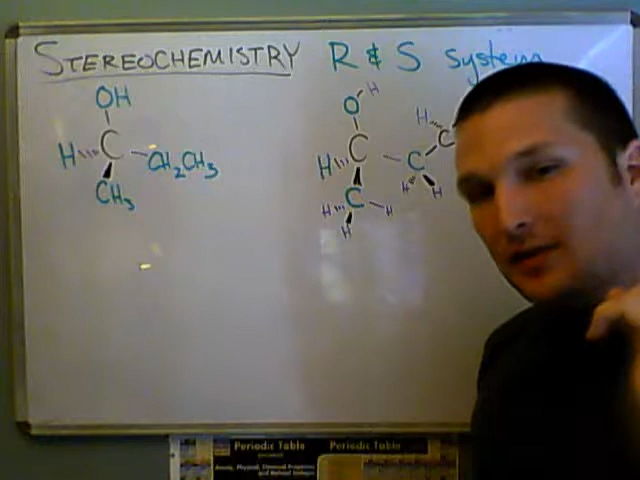 STEREOCHEMISTRY R & S system
OH
H C CH2CH3
CH3
H
O
H C C C H
H H
C
H H
H
Periodic Table Periodic Table